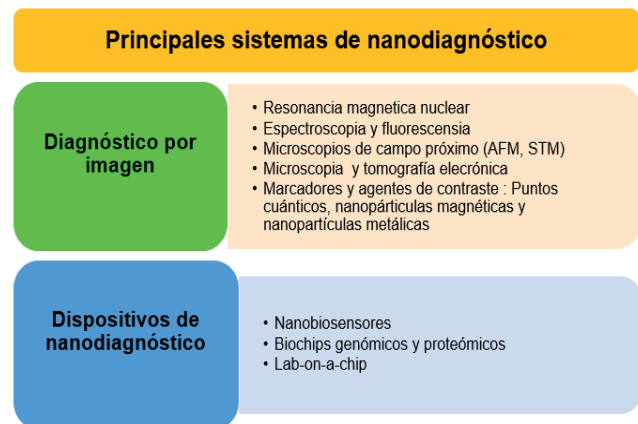 Principales sistemas de nanodiagnóstico
Diagnóstico por
imagen
• Resonancia magnetica nuclear
• Espectroscopia y fluorescensia
• Microscopios de campo próximo (AFM, STM)
• Microscopia y tomografía elecrónica
• Marcadores y agentes de contraste : Puntos
cuánticos, nanopárticulas magnéticas y
nanopartículas metálicas
Dispositivos de
nanodiagnóstico
• Nanobiosensores
• Biochips genómicos y proteómicos
• Lab-on-a-chip